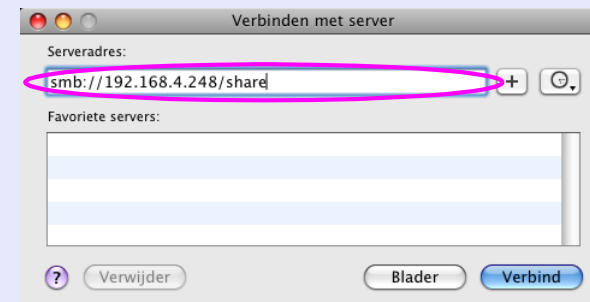 Verbinden met server
Serveradres:
smb://192.168.4.248/share
+
Favoriete servers:
? Verwijder Blader Verbind